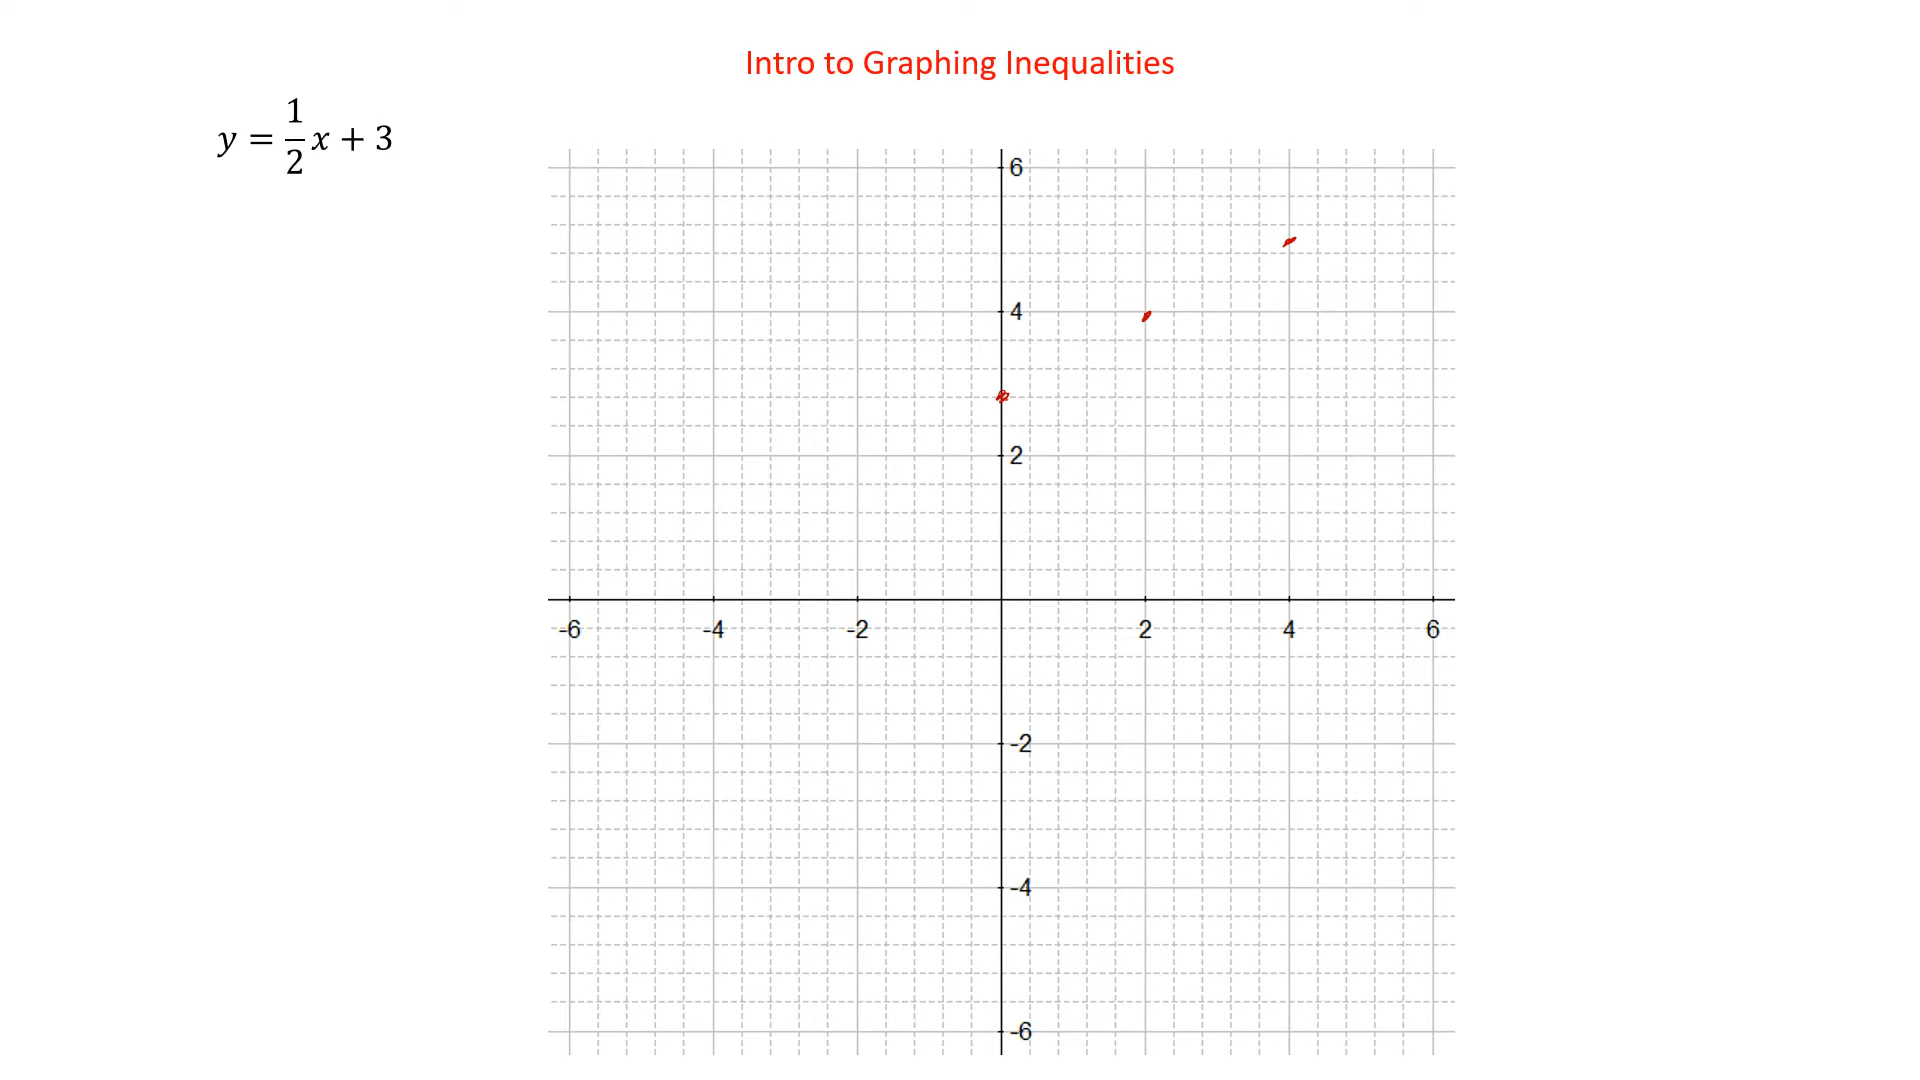 Intro to Graphing Inequalities
y = 1/2 x + 3
6
4
2
-6 -4 -2 2 4 6
-2
-4
-6